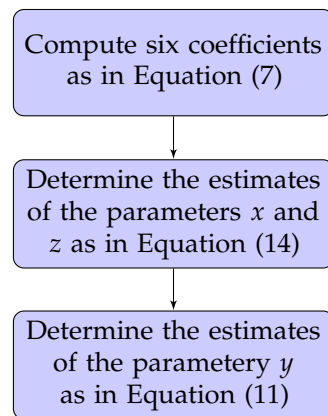 Compute six coefficients
as in Equation (7)
Determine the estimates
of the parameters x and
z as in Equation (14)
Determine the estimates
of the parametery y
as in Equation (11)